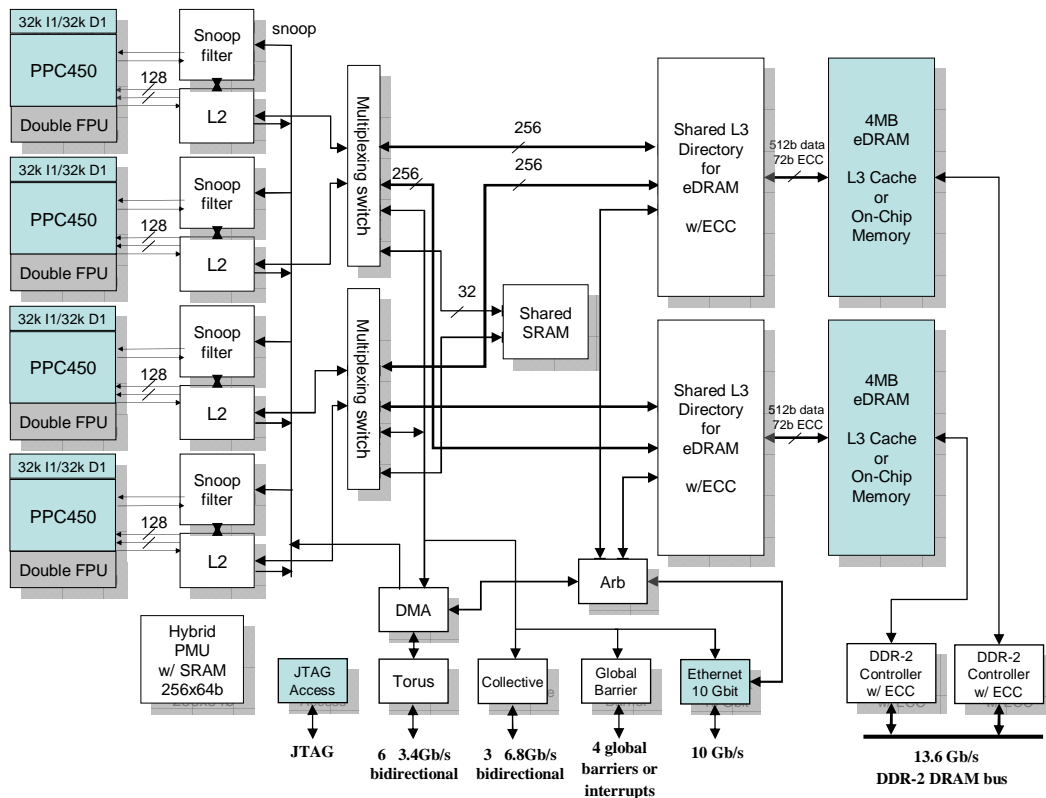 32k I1/32k D1
PPC450
Double FPU
Snoop
filter
128
L2
snoop
32k I1/32k D1
PPC450
Double FPU
Snoop
filter
128
L2
32k I1/32k D1
PPC450
Double FPU
Snoop
filter
128
L2
32k I1/32k D1
PPC450
Double FPU
Snoop
filter
128
L2
Multiplexing switch
Multiplexing switch
256
256
256
32
Shared
SRAM
Shared L3
Directory
for
eDRAM
w/ECC
512b data
72b ECC
4MB
eDRAM
L3 Cache
or
On-Chip
Memory
Shared L3
Directory
for
eDRAM
w/ECC
512b data
72b ECC
4MB
eDRAM
L3 Cache
or
On-Chip
Memory
Hybrid
PMU
w/ SRAM
256x64b
DMA
Arb
JTAG
Access
Torus
Collective
Global
Barrier
Ethernet
10 Gbit
DDR-2
Controller
w/ ECC
DDR-2
Controller
w/ ECC
JTAG
6 3.4Gb/s
bidirectional
3 6.8Gb/s
bidirectional
4 global
barriers or
interrupts
10 Gb/s
13.6 Gb/s
DDR-2 DRAM bus